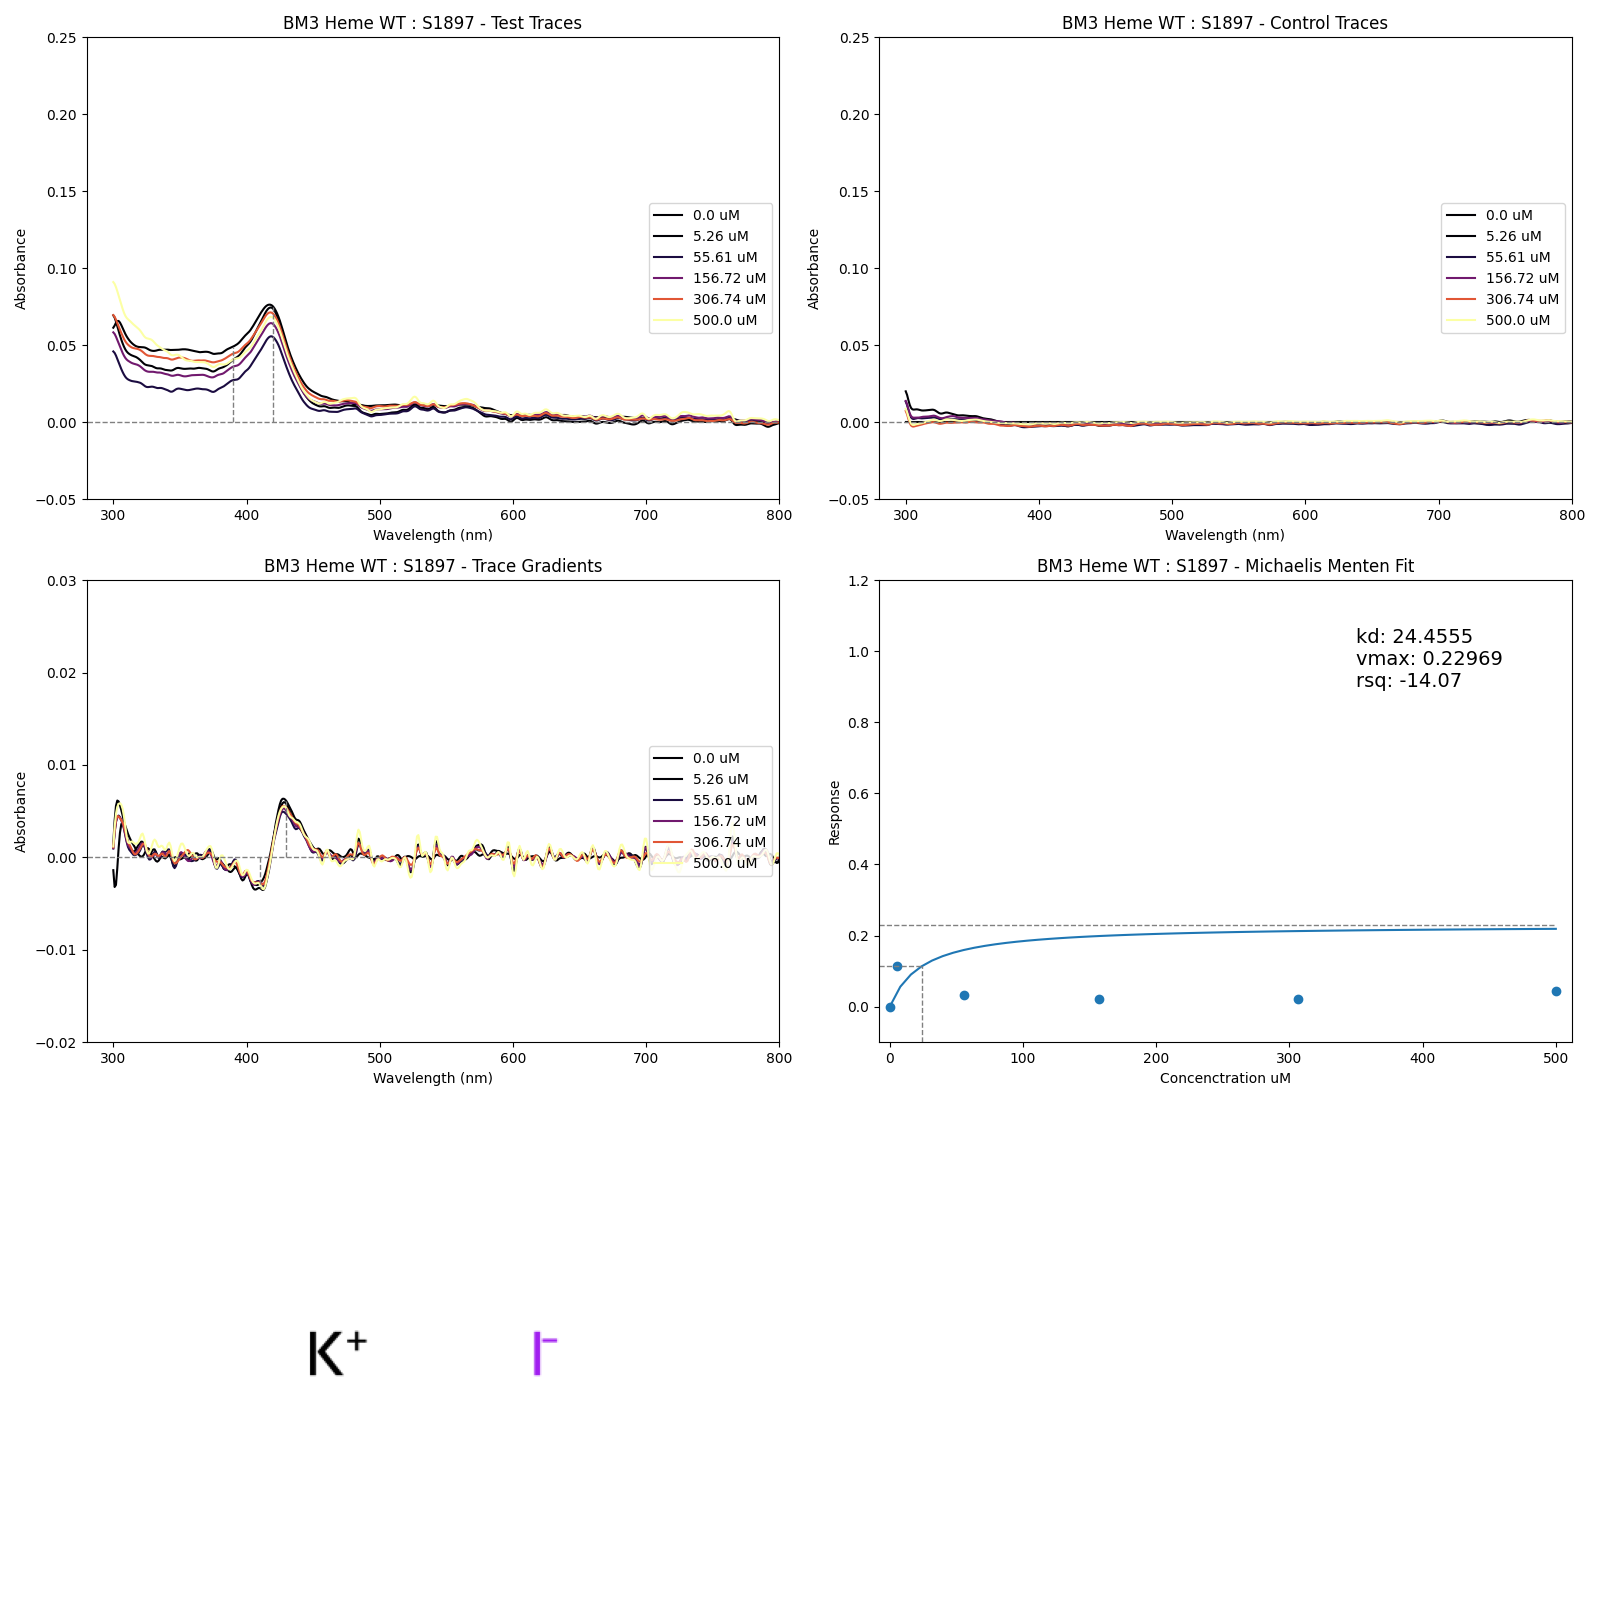 BM3 Heme WT : S1897 - Test Traces
0.25
0.20
0.15
0.10
0.05
0.00
−0.05
Absorbance
300 400 500 600 700 800
Wavelength (nm)
0.0 uM
5.26 uM
55.61 uM
156.72 uM
306.74 uM
500.0 uM
BM3 Heme WT : S1897 - Control Traces
0.25
0.20
0.15
0.10
0.05
0.00
−0.05
Absorbance
300 400 500 600 700 800
Wavelength (nm)
0.0 uM
5.26 uM
55.61 uM
156.72 uM
306.74 uM
500.0 uM
BM3 Heme WT : S1897 - Trace Gradients
0.03
0.02
0.01
0.00
−0.01
−0.02
Absorbance
300 400 500 600 700 800
Wavelength (nm)
0.0 uM
5.26 uM
55.61 uM
156.72 uM
306.74 uM
500.0 uM
BM3 Heme WT : S1897 - Michaelis Menten Fit
1.2
1.0
0.8
0.6
0.4
0.2
0.0
Response
0 100 200 300 400 500
Concenctration uM
kd: 24.4555
vmax: 0.22969
rsq: -14.07
K⁺ I⁻